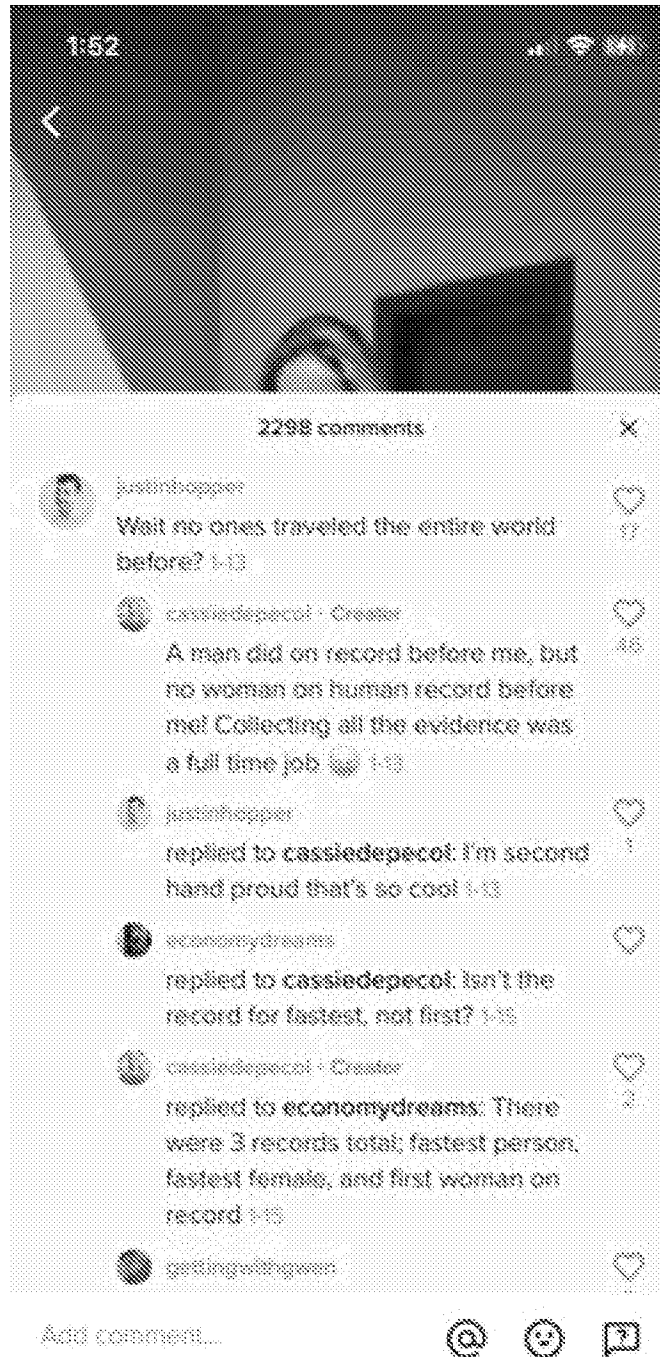 1:52
2298 comments
justinhopper
Wait no ones traveled the entire world
before? 1-13
17
cassiedepecol · Creator
A man did on record before me, but
no woman on human record before
me! Collecting all the evidence was
a full time job 1-13
46
justinhopper
replied to cassiedepecol: I'm second
hand proud that's so cool 1-13
1
economydreams
replied to cassiedepecol: Isn't the
record for fastest, not first? 1-15
cassiedepecol · Creator
replied to economydreams: There
were 3 records total; fastest person,
fastest female, and first woman on
record 1-15
2
gettingwithgwen
Add comment...